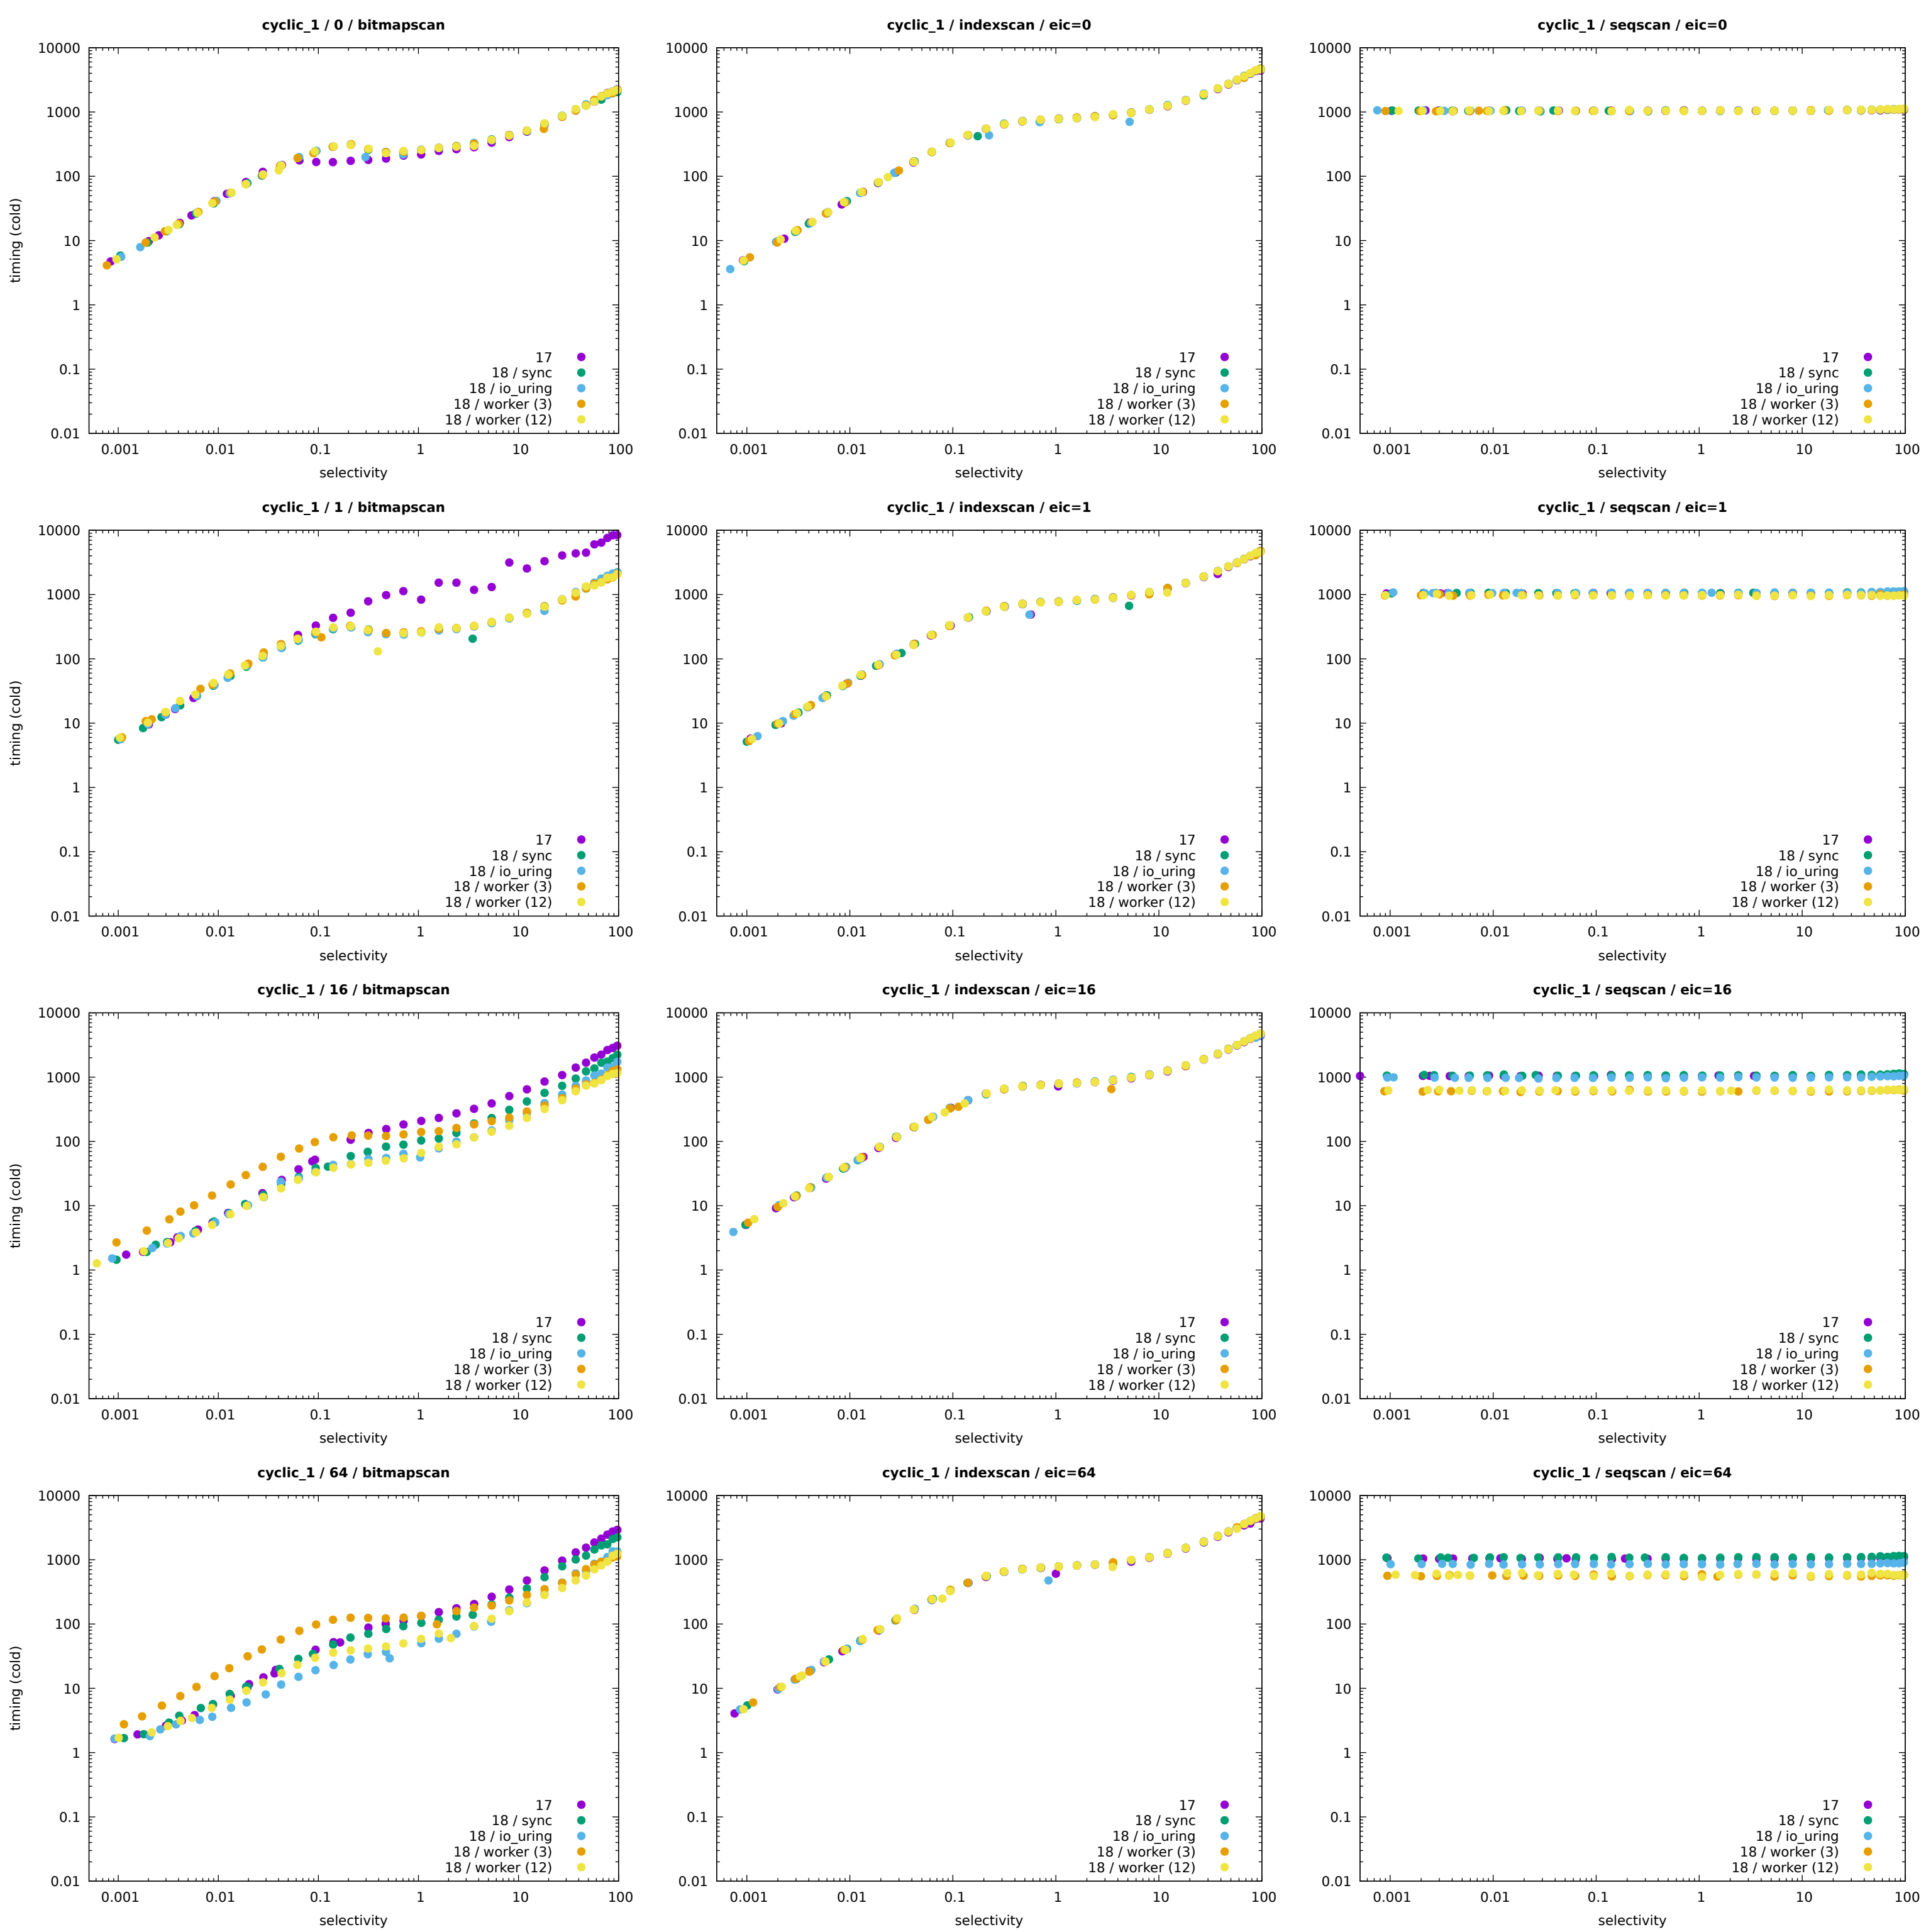 cyclic_1 / 0 / bitmapscan
10000
1000
100
10
1
0.1
0.01
timing (cold)
17
18 / sync
18 / io_uring
18 / worker (3)
18 / worker (12)
0.001 0.01 0.1 1 10 100
selectivity
cyclic_1 / indexscan / eic=0
10000
1000
100
10
1
0.1
0.01
17
18 / sync
18 / io_uring
18 / worker (3)
18 / worker (12)
0.001 0.01 0.1 1 10 100
selectivity
cyclic_1 / seqscan / eic=0
10000
1000
100
10
1
0.1
0.01
17
18 / sync
18 / io_uring
18 / worker (3)
18 / worker (12)
0.001 0.01 0.1 1 10 100
selectivity
cyclic_1 / 1 / bitmapscan
10000
1000
100
10
1
0.1
0.01
timing (cold)
17
18 / sync
18 / io_uring
18 / worker (3)
18 / worker (12)
0.001 0.01 0.1 1 10 100
selectivity
cyclic_1 / indexscan / eic=1
10000
1000
100
10
1
0.1
0.01
17
18 / sync
18 / io_uring
18 / worker (3)
18 / worker (12)
0.001 0.01 0.1 1 10 100
selectivity
cyclic_1 / seqscan / eic=1
10000
1000
100
10
1
0.1
0.01
17
18 / sync
18 / io_uring
18 / worker (3)
18 / worker (12)
0.001 0.01 0.1 1 10 100
selectivity
cyclic_1 / 16 / bitmapscan
10000
1000
100
10
1
0.1
0.01
timing (cold)
17
18 / sync
18 / io_uring
18 / worker (3)
18 / worker (12)
0.001 0.01 0.1 1 10 100
selectivity
cyclic_1 / indexscan / eic=16
10000
1000
100
10
1
0.1
0.01
17
18 / sync
18 / io_uring
18 / worker (3)
18 / worker (12)
0.001 0.01 0.1 1 10 100
selectivity
cyclic_1 / seqscan / eic=16
10000
1000
100
10
1
0.1
0.01
17
18 / sync
18 / io_uring
18 / worker (3)
18 / worker (12)
0.001 0.01 0.1 1 10 100
selectivity
cyclic_1 / 64 / bitmapscan
10000
1000
100
10
1
0.1
0.01
timing (cold)
17
18 / sync
18 / io_uring
18 / worker (3)
18 / worker (12)
0.001 0.01 0.1 1 10 100
selectivity
cyclic_1 / indexscan / eic=64
10000
1000
100
10
1
0.1
0.01
17
18 / sync
18 / io_uring
18 / worker (3)
18 / worker (12)
0.001 0.01 0.1 1 10 100
selectivity
cyclic_1 / seqscan / eic=64
10000
1000
100
10
1
0.1
0.01
17
18 / sync
18 / io_uring
18 / worker (3)
18 / worker (12)
0.001 0.01 0.1 1 10 100
selectivity